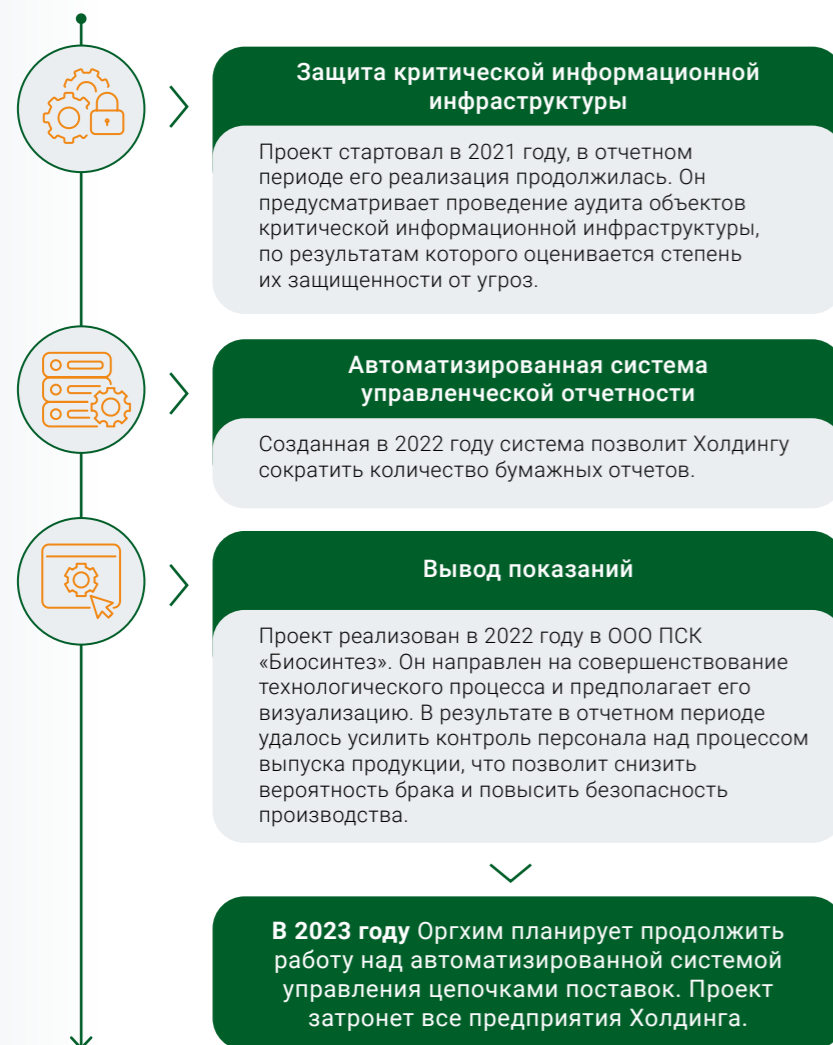 Защита критической информационной
инфраструктуры
Проект стартовал в 2021 году, в отчетном
периоде его реализация продолжилась. Он
предусматривает проведение аудита объектов
критической информационной инфраструктуры,
по результатам которого оценивается степень
их защищенности от угроз.
Автоматизированная система
управленческой отчетности
Созданная в 2022 году система позволит Холдингу
сократить количество бумажных отчетов.
Вывод показаний
Проект реализован в 2022 году в ООО ПСК
«Биосинтез». Он направлен на совершенствование
технологического процесса и предполагает его
визуализацию. В результате в отчетном периоде
удалось усилить контроль персонала над процессом
выпуска продукции, что позволит снизить
вероятность брака и повысить безопасность
производства.
В 2023 году Оргхим планирует продолжить
работу над автоматизированной системой
управления цепочками поставок. Проект
затронет все предприятия Холдинга.